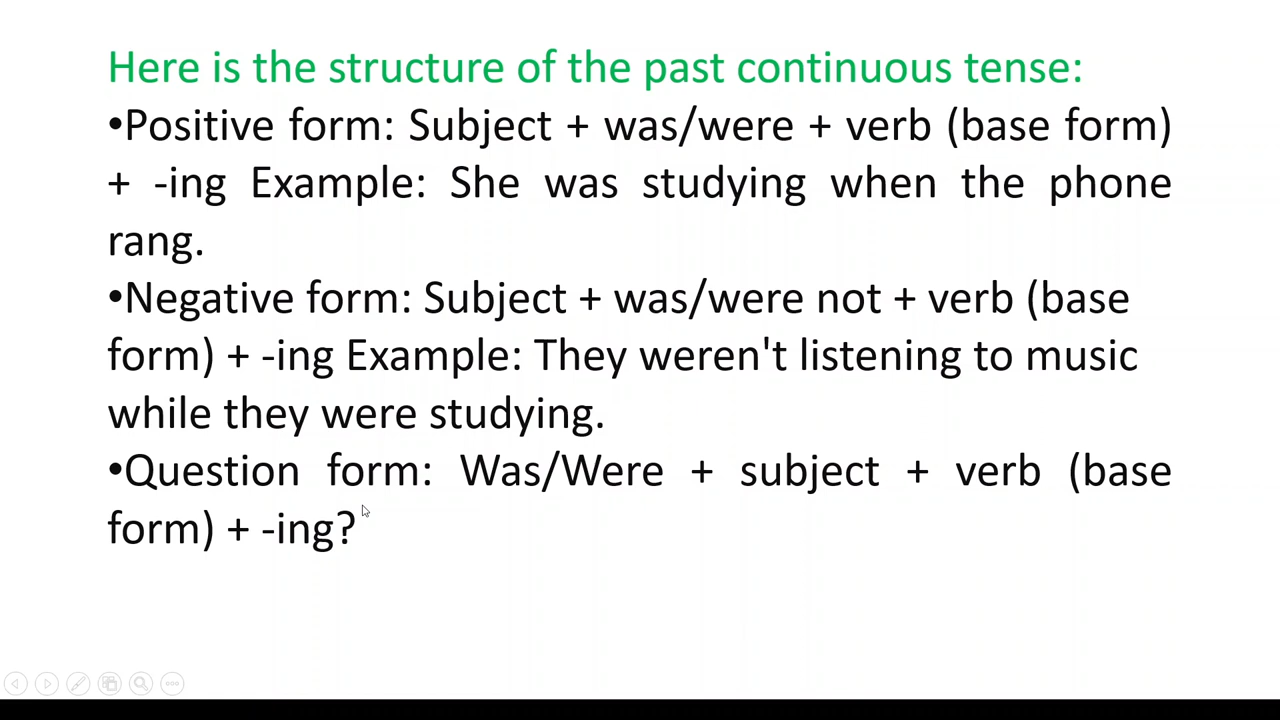 Here is the structure of the past continuous tense:
•Positive form: Subject + was/were + verb (base form)
+ -ing Example: She was studying when the phone
rang.
•Negative form: Subject + was/were not + verb (base
form) + -ing Example: They weren't listening to music
while they were studying.
•Question form: Was/Were + subject + verb (base
form) + -ing?